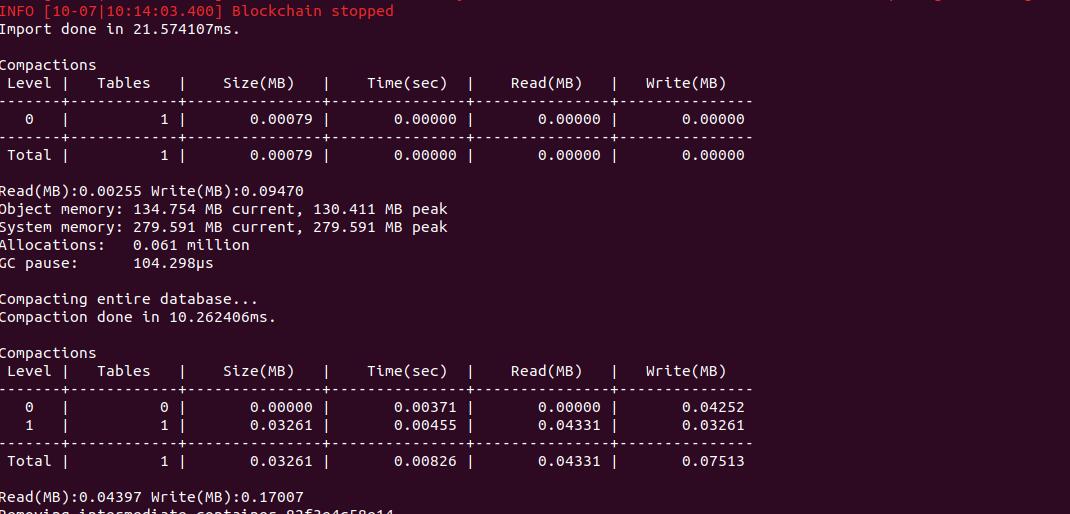 INFO [10-07|10:14:03.400] Blockchain stopped
Import done in 21.574107ms.
Compactions
Level | Tables | Size(MB) | Time(sec) | Read(MB) | Write(MB)
-------+------------+---------------+---------------+---------------+---------------
0 | 1 | 0.00079 | 0.00000 | 0.00000 | 0.00000
-------+------------+---------------+---------------+---------------+---------------
Total | 1 | 0.00079 | 0.00000 | 0.00000 | 0.00000
Read(MB):0.00255 Write(MB):0.09470
Object memory: 134.754 MB current, 130.411 MB peak
System memory: 279.591 MB current, 279.591 MB peak
Allocations: 0.061 million
GC pause: 104.298µs
Compacting entire database...
Compaction done in 10.262406ms.
Compactions
Level | Tables | Size(MB) | Time(sec) | Read(MB) | Write(MB)
-------+------------+---------------+---------------+---------------+---------------
0 | 0 | 0.00000 | 0.00371 | 0.00000 | 0.04252
1 | 1 | 0.03261 | 0.00455 | 0.04331 | 0.03261
-------+------------+---------------+---------------+---------------+---------------
Total | 1 | 0.03261 | 0.00826 | 0.04331 | 0.07513
Read(MB):0.04397 Write(MB):0.17007
Removing intermediate container